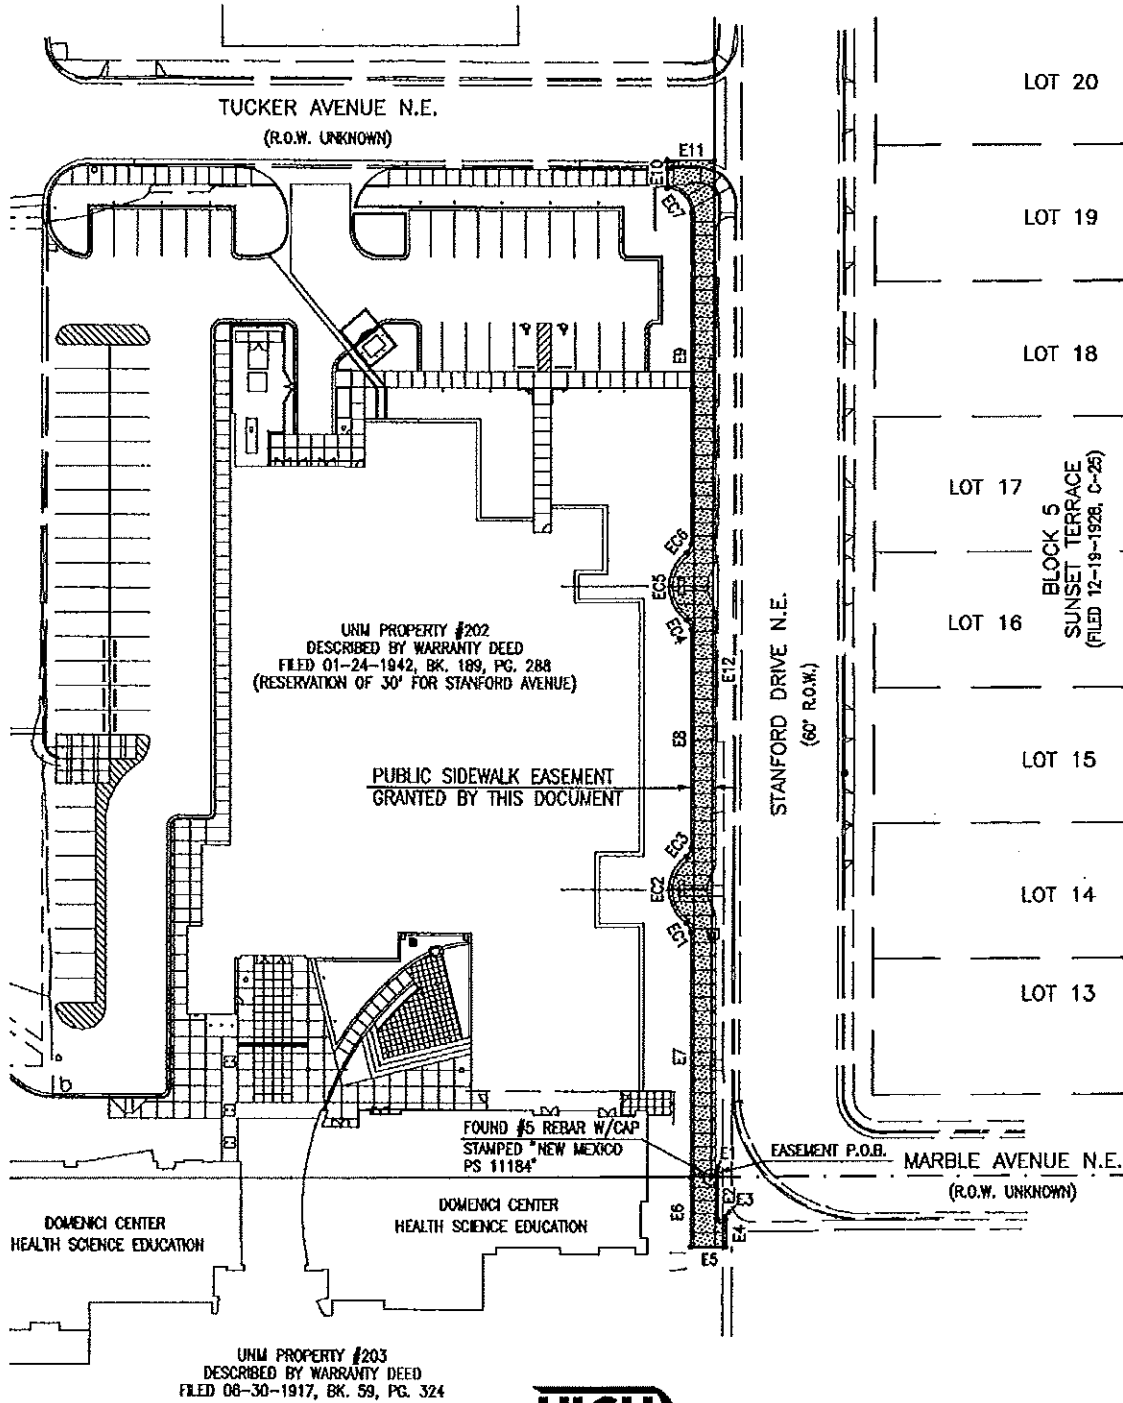 LOT 20
TUCKER AVENUE N.E.
(R.O.W. UNKNOWN)
E11
E10
EC7
LOT 19
LOT 18
E9
LOT 17
BLOCK 5
SUNSET TERRACE
(FILED 12-19-1928, C-25)
EC6
EC5
EC4
LOT 16
UNM PROPERTY #202
DESCRIBED BY WARRANTY DEED
FILED 01-24-1942, BK. 189, PG. 288
(RESERVATION OF 30' FOR STANFORD AVENUE)
E12
STANFORD DRIVE N.E.
(60' R.O.W.)
E8
LOT 15
PUBLIC SIDEWALK EASEMENT
GRANTED BY THIS DOCUMENT
EC3
EC2
EC1
LOT 14
LOT 13
E7
FOUND #5 REBAR W/CAP
STAMPED "NEW MEXICO
PS 11184"
E1
EASEMENT P.O.B.
MARBLE AVENUE N.E.
(R.O.W. UNKNOWN)
E2
E3
E4
E6
E5
DOMENICI CENTER
HEALTH SCIENCE EDUCATION
DOMENICI CENTER
HEALTH SCIENCE EDUCATION
UNM PROPERTY #203
DESCRIBED BY WARRANTY DEED
FILED 06-30-1917, BK. 59, PG. 324